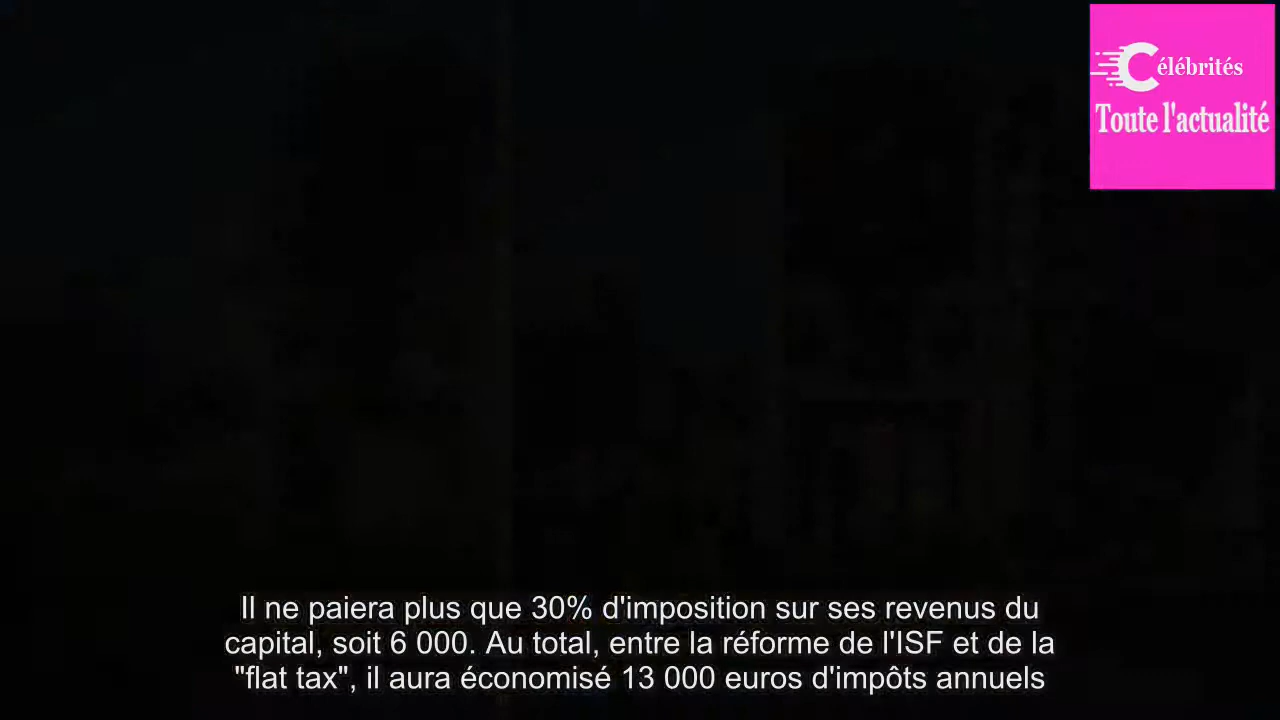 Célébrités
Toute l'actualité
Il ne paiera plus que 30% d'imposition sur ses revenus du
capital, soit 6 000. Au total, entre la réforme de l'ISF et de la
"flat tax", il aura économisé 13 000 euros d'impôts annuels